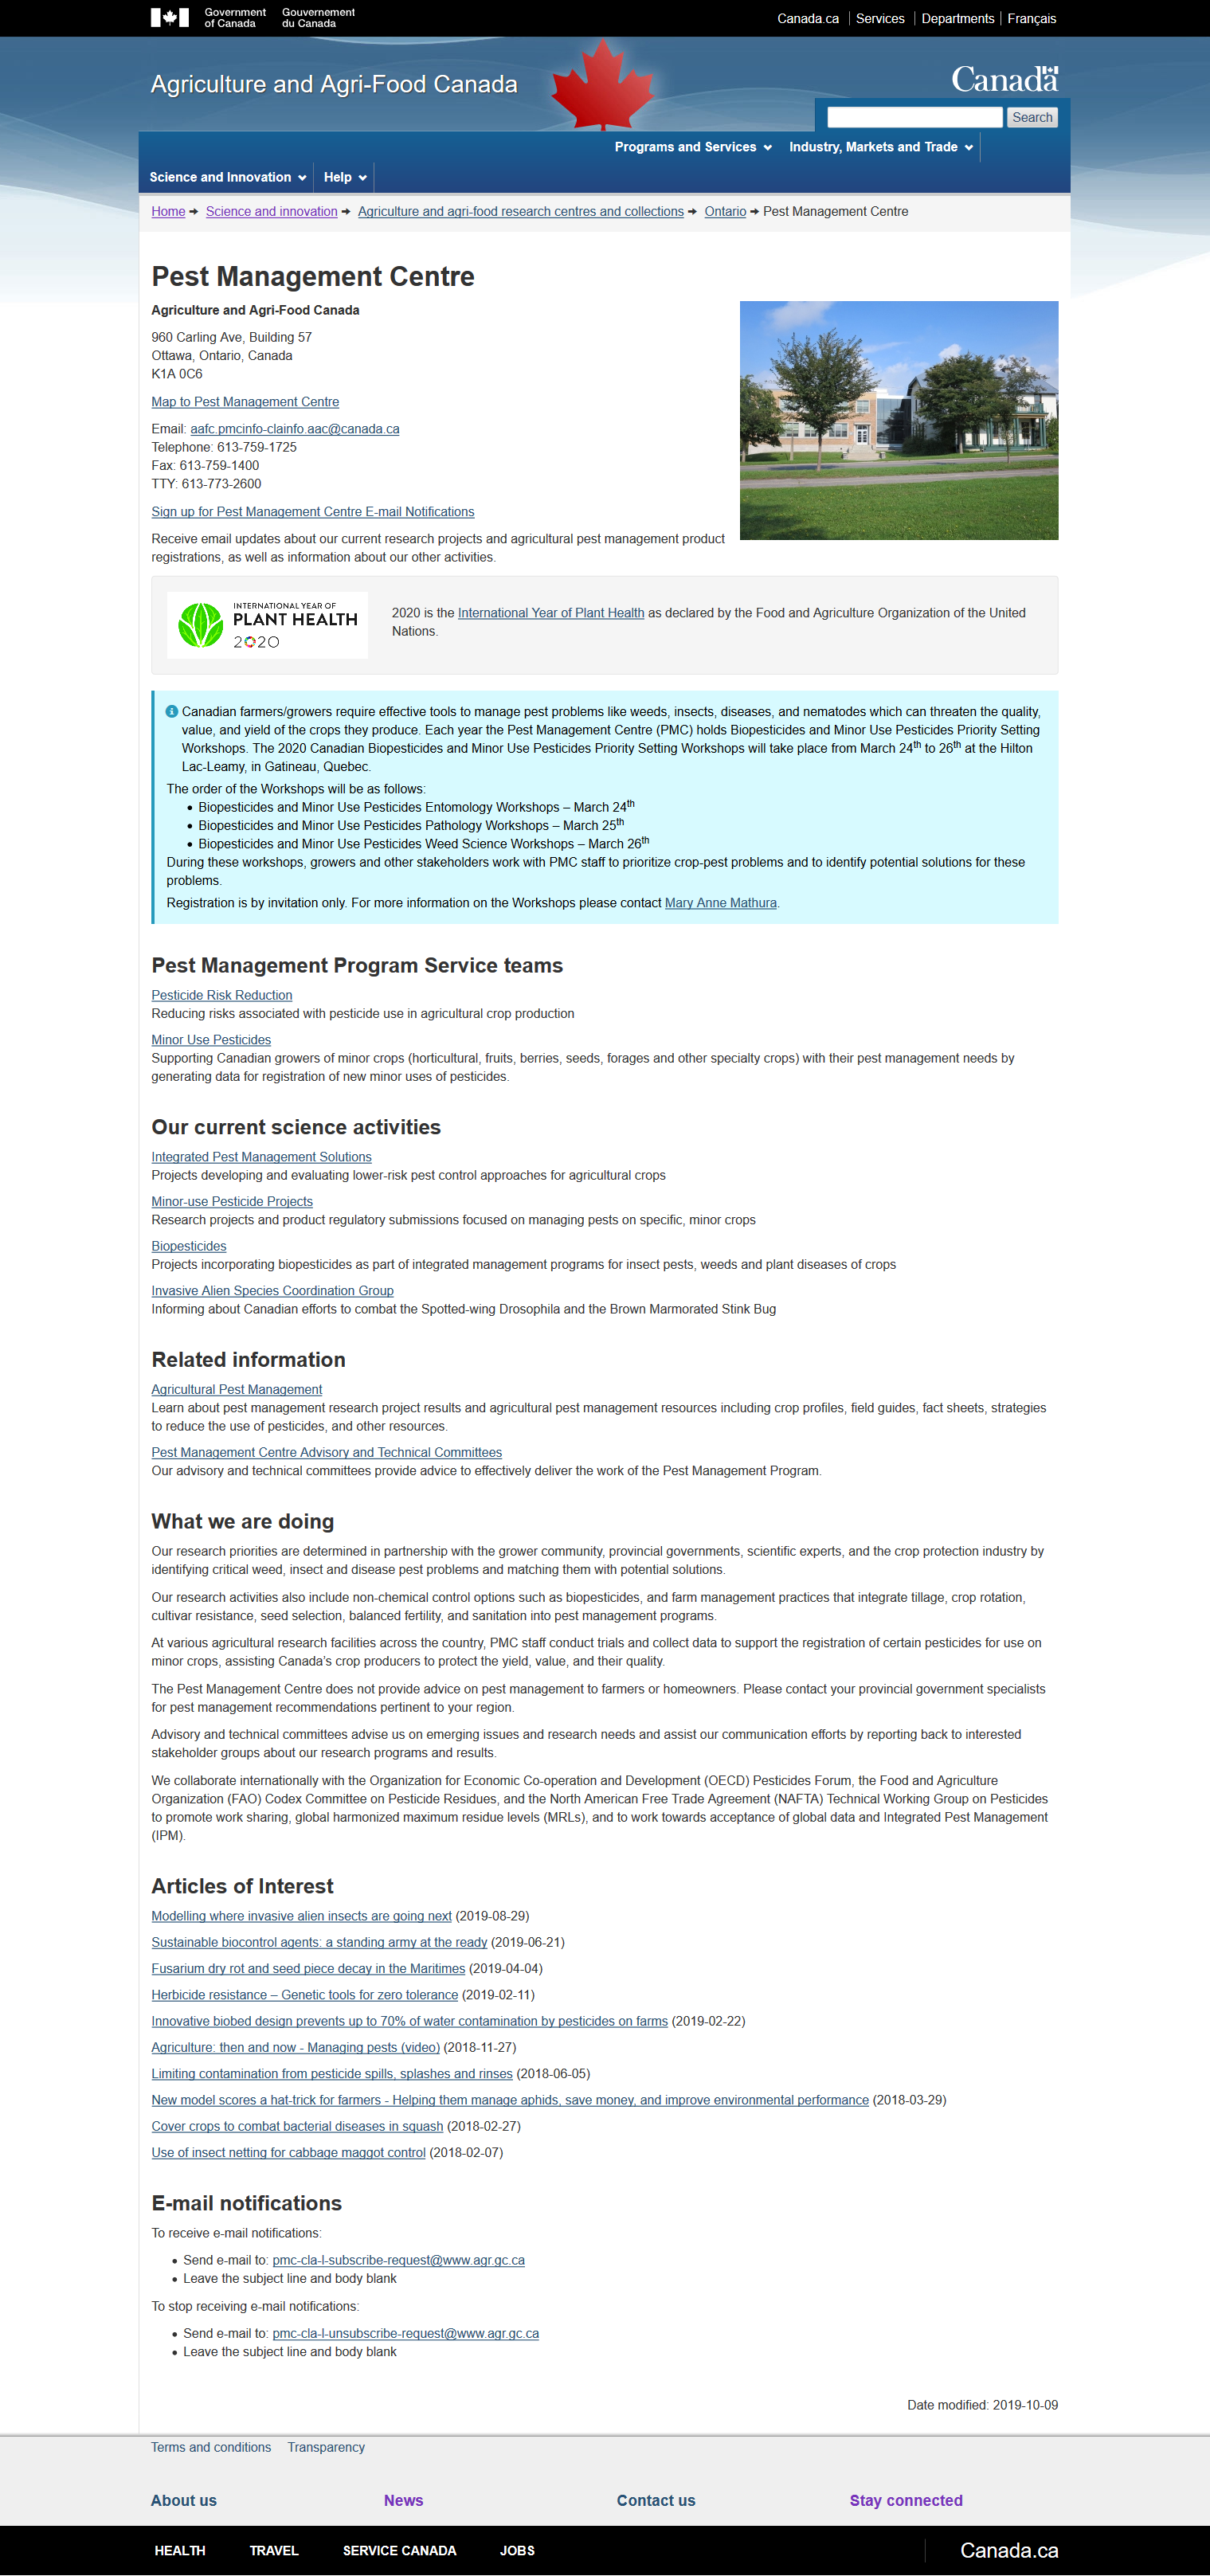 Government of Canada
Gouvernement du Canada
Canada.ca
Services
Departments
Français
Agriculture and Agri-Food Canada
Canada
Search
Programs and Services
Industry, Markets and Trade
Science and Innovation
Help
Home Science and innovation Agriculture and agri-food research centres and collections Ontario Pest Management Centre
Pest Management Centre
Agriculture and Agri-Food Canada
960 Carling Ave, Building 57
Ottawa, Ontario, Canada
K1A 0C6
Map to Pest Management Centre
Email: aafc.pmcinfo-clainfo.aac@canada.ca
Telephone: 613-759-1725
Fax: 613-759-1400
TTY: 613-773-2600
Sign up for Pest Management Centre E-mail Notifications
Receive email updates about our current research projects and agricultural pest management product
registrations, as well as information about our other activities.
INTERNATIONAL YEAR OF
PLANT HEALTH
2020
2020 is the International Year of Plant Health as declared by the Food and Agriculture Organization of the United
Nations.
Canadian farmers/growers require effective tools to manage pest problems like weeds, insects, diseases, and nematodes which can threaten the quality,
value, and yield of the crops they produce. Each year the Pest Management Centre (PMC) holds Biopesticides and Minor Use Pesticides Priority Setting
Workshops. The 2020 Canadian Biopesticides and Minor Use Pesticides Priority Setting Workshops will take place from March 24th to 26th at the Hilton
Lac-Leamy, in Gatineau, Quebec.
The order of the Workshops will be as follows:
• Biopesticides and Minor Use Pesticides Entomology Workshops – March 24th
• Biopesticides and Minor Use Pesticides Pathology Workshops – March 25th
• Biopesticides and Minor Use Pesticides Weed Science Workshops – March 26th
During these workshops, growers and other stakeholders work with PMC staff to prioritize crop-pest problems and to identify potential solutions for these
problems.
Registration is by invitation only. For more information on the Workshops please contact Mary Anne Mathura.
Pest Management Program Service teams
Pesticide Risk Reduction
Reducing risks associated with pesticide use in agricultural crop production
Minor Use Pesticides
Supporting Canadian growers of minor crops (horticultural, fruits, berries, seeds, forages and other specialty crops) with their pest management needs by
generating data for registration of new minor uses of pesticides.
Our current science activities
Integrated Pest Management Solutions
Projects developing and evaluating lower-risk pest control approaches for agricultural crops
Minor-use Pesticide Projects
Research projects and product regulatory submissions focused on managing pests on specific, minor crops
Biopesticides
Projects incorporating biopesticides as part of integrated management programs for insect pests, weeds and plant diseases of crops
Invasive Alien Species Coordination Group
Informing about Canadian efforts to combat the Spotted-wing Drosophila and the Brown Marmorated Stink Bug
Related information
Agricultural Pest Management
Learn about pest management research project results and agricultural pest management resources including crop profiles, field guides, fact sheets, strategies
to reduce the use of pesticides, and other resources.
Pest Management Centre Advisory and Technical Committees
Our advisory and technical committees provide advice to effectively deliver the work of the Pest Management Program.
What we are doing
Our research priorities are determined in partnership with the grower community, provincial governments, scientific experts, and the crop protection industry by
identifying critical weed, insect and disease pest problems and matching them with potential solutions.
Our research activities also include non-chemical control options such as biopesticides, and farm management practices that integrate tillage, crop rotation,
cultivar resistance, seed selection, balanced fertility, and sanitation into pest management programs.
At various agricultural research facilities across the country, PMC staff conduct trials and collect data to support the registration of certain pesticides for use on
minor crops, assisting Canada's crop producers to protect the yield, value, and their quality.
The Pest Management Centre does not provide advice on pest management to farmers or homeowners. Please contact your provincial government specialists
for pest management recommendations pertinent to your region.
Advisory and technical committees advise us on emerging issues and research needs and assist our communication efforts by reporting back to interested
stakeholder groups about our research programs and results.
We collaborate internationally with the Organization for Economic Co-operation and Development (OECD) Pesticides Forum, the Food and Agriculture
Organization (FAO) Codex Committee on Pesticide Residues, and the North American Free Trade Agreement (NAFTA) Technical Working Group on Pesticides
to promote work sharing, global harmonized maximum residue levels (MRLs), and to work towards acceptance of global data and Integrated Pest Management
(IPM).
Articles of Interest
Modelling where invasive alien insects are going next (2019-08-29)
Sustainable biocontrol agents: a standing army at the ready (2019-06-21)
Fusarium dry rot and seed piece decay in the Maritimes (2019-04-04)
Herbicide resistance – Genetic tools for zero tolerance (2019-02-11)
Innovative biobed design prevents up to 70% of water contamination by pesticides on farms (2019-02-22)
Agriculture: then and now - Managing pests (video) (2018-11-27)
Limiting contamination from pesticide spills, splashes and rinses (2018-06-05)
New model scores a hat-trick for farmers - Helping them manage aphids, save money, and improve environmental performance (2018-03-29)
Cover crops to combat bacterial diseases in squash (2018-02-27)
Use of insect netting for cabbage maggot control (2018-02-07)
E-mail notifications
To receive e-mail notifications:
• Send e-mail to: pmc-cla-l-subscribe-request@www.agr.gc.ca
• Leave the subject line and body blank
To stop receiving e-mail notifications:
• Send e-mail to: pmc-cla-l-unsubscribe-request@www.agr.gc.ca
• Leave the subject line and body blank
Date modified: 2019-10-09
Terms and conditions
Transparency
About us
News
Contact us
Stay connected
HEALTH
TRAVEL
SERVICE CANADA
JOBS
Canada.ca